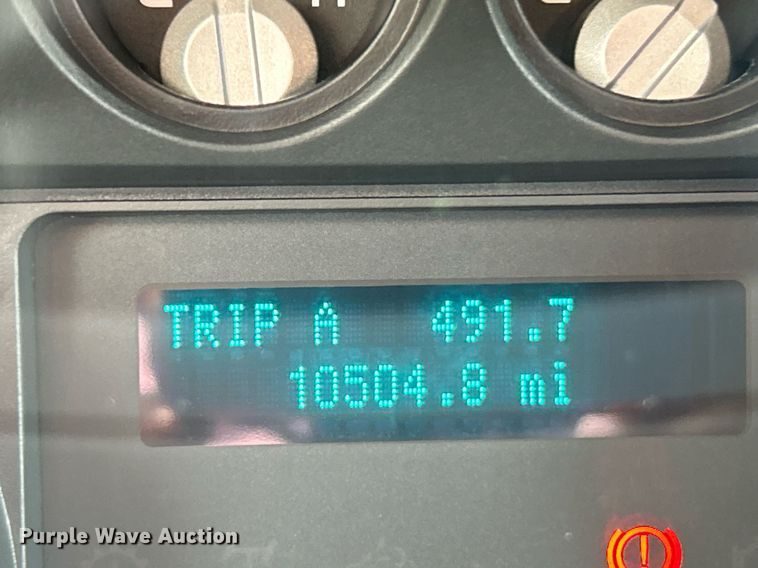 TRIP A 491.7
10504.8 mi
Purple Wave Auction